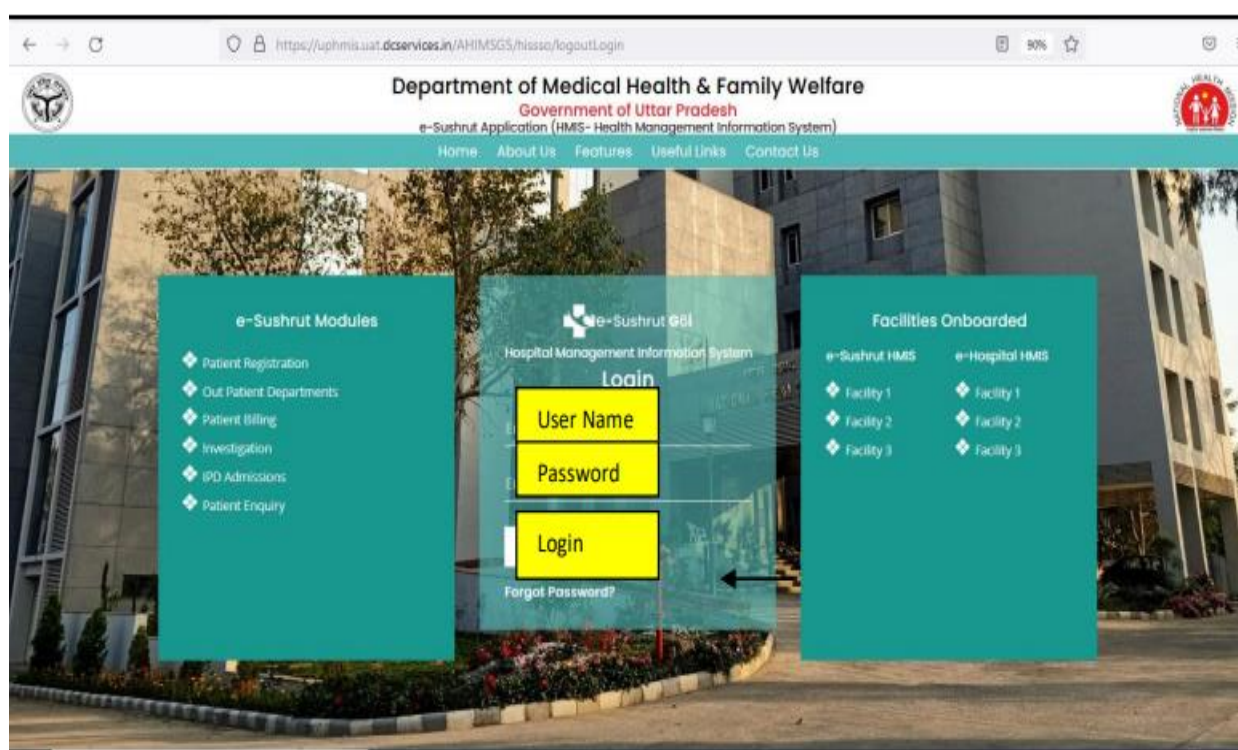 https://uphmis.uat.dcservices.in/AHIMSGS/hissso/logoutLogin
90%
Department of Medical Health & Family Welfare
Government of Uttar Pradesh
e-Sushrut Application (HMIS- Health Management Information System)
Home About Us Features Useful Links Contact Us
e-Sushrut Modules
Patient Registration
Out Patient Departments
Patient Billing
Investigation
IPD Admissions
Patient Enquiry
e-Sushrut
Hospital Management Information System
Login
User Name
Password
Login
Forgot Password?
Facilities Onboarded
e-Sushrut HMIS e-Hospital HMIS
Facility 1 Facility 1
Facility 2 Facility 2
Facility 3 Facility 3